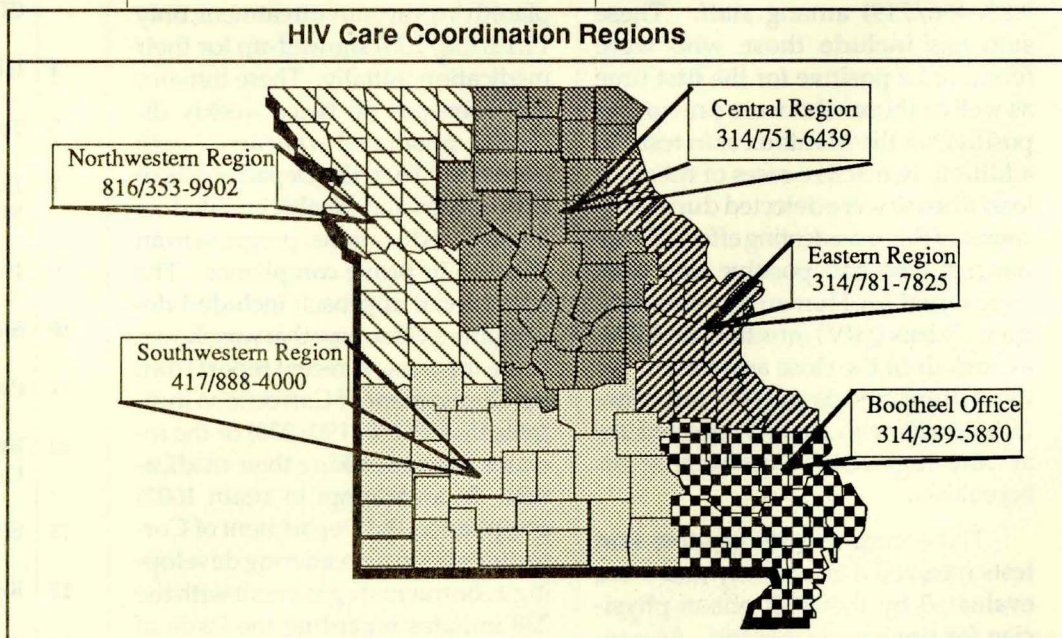 HIV Care Coordination Regions
Central Region
314/751-6439
Northwestern Region
816/353-9902
Eastern Region
314/781-7825
Southwestern Region
417/888-4000
Bootheel Office
314/339-5830